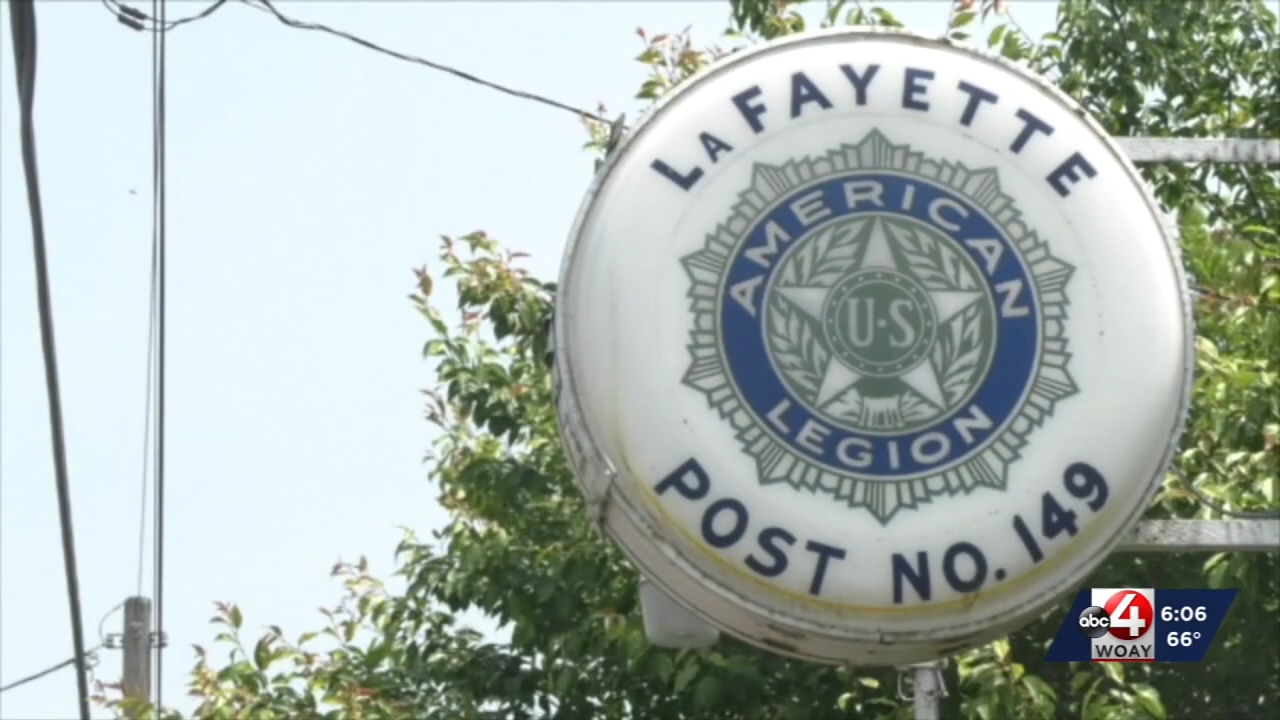 LAFAYETTE
AMERICAN
U·S
LEGION
POST NO. 149
abc 4
WOAY
6:06
66°